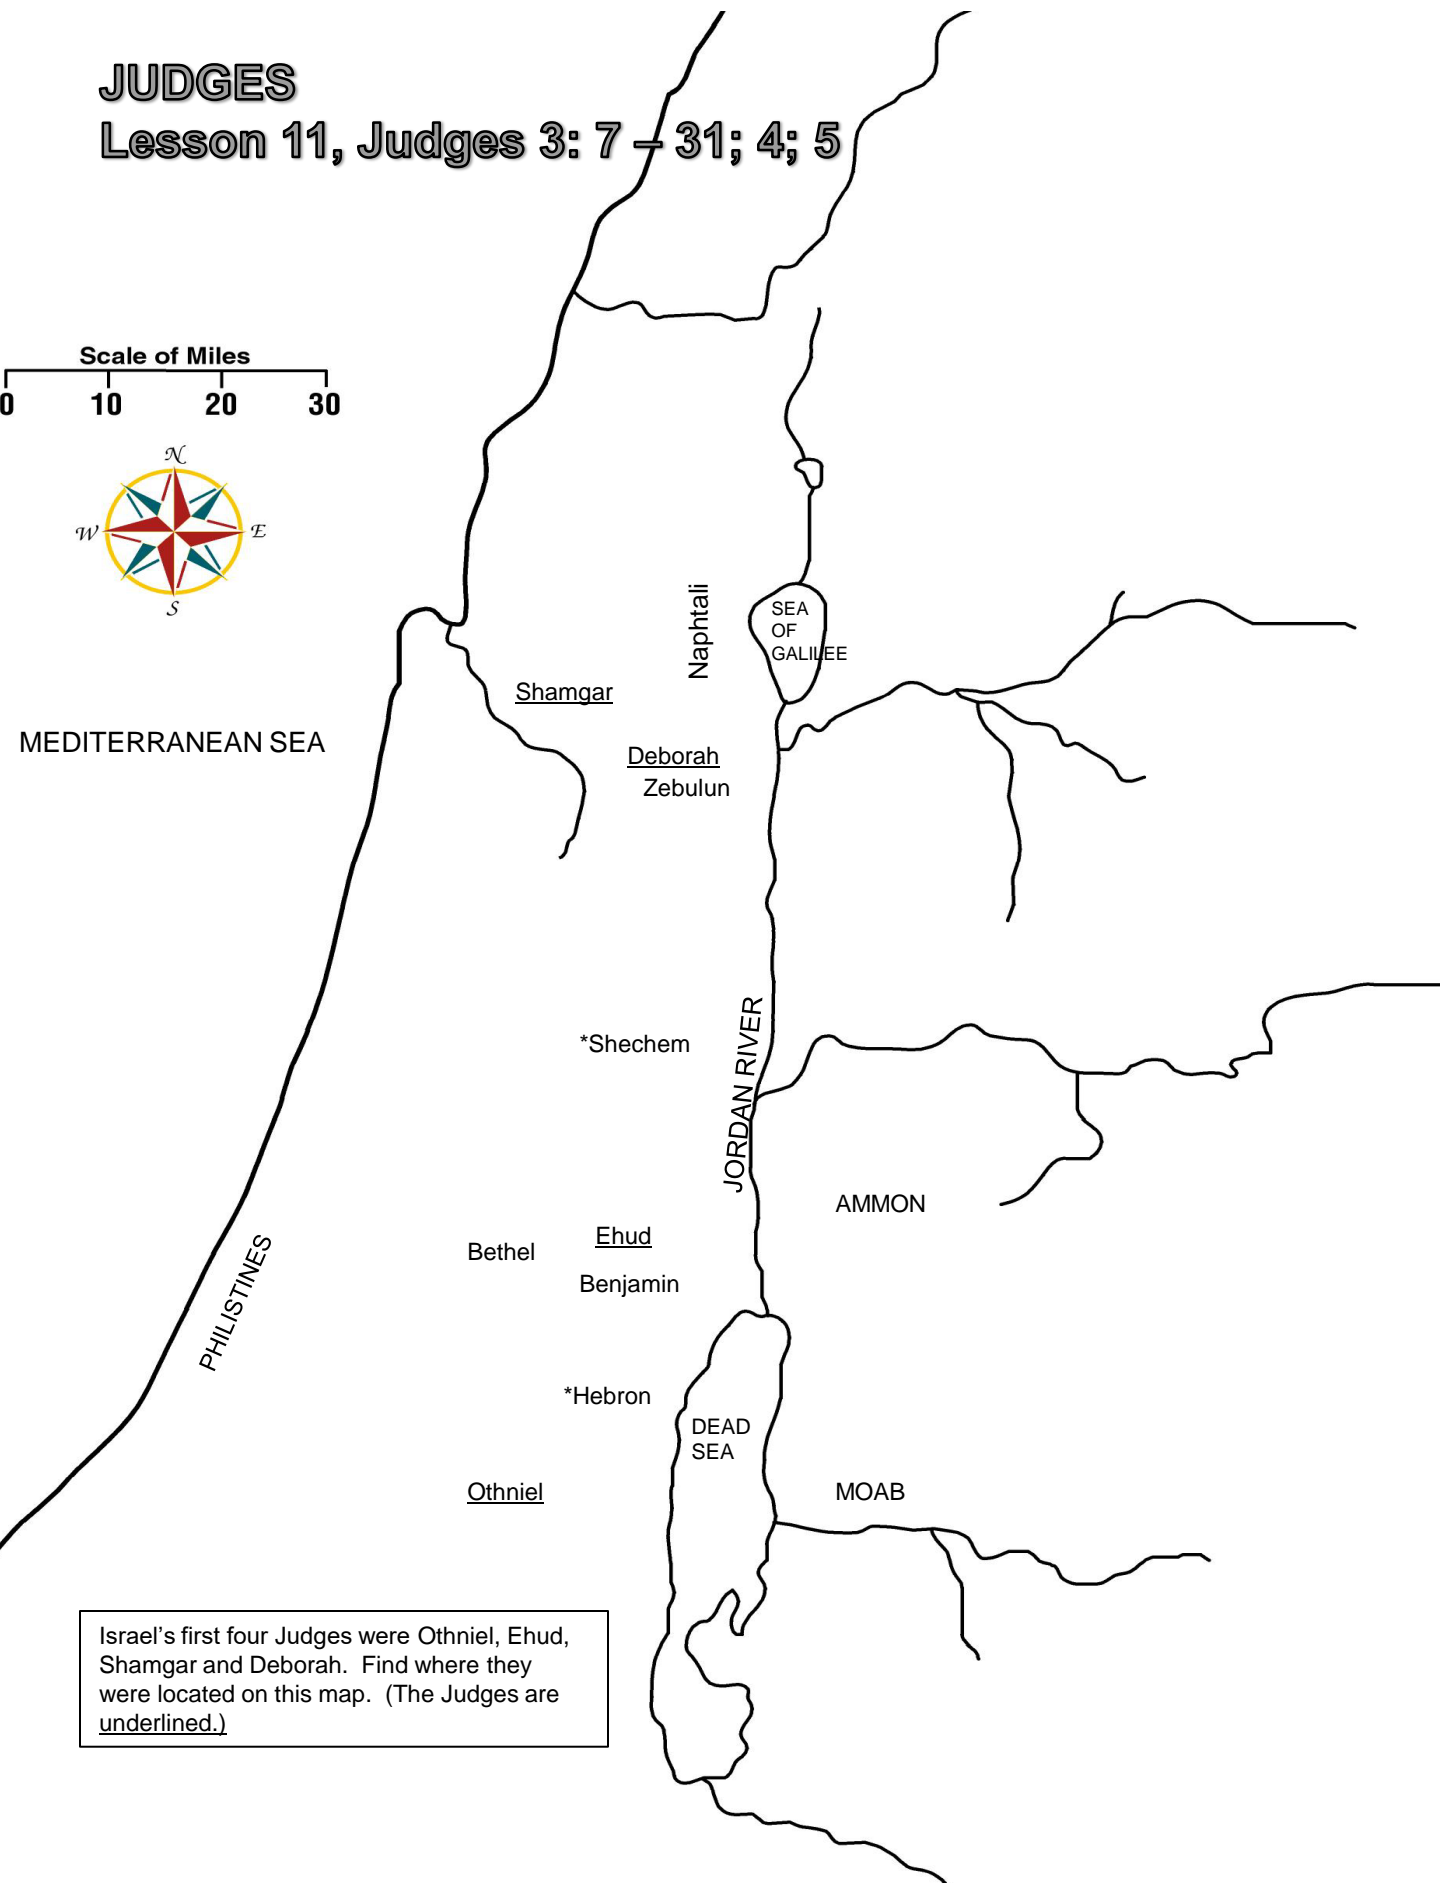 JUDGES
Lesson 11, Judges 3: 7 – 31; 4; 5
Scale of Miles
0 10 20 30
N
W E
S
Naphtali
SEA
OF
GALILEE
Shamgar
MEDITERRANEAN SEA
Deborah
Zebulun
*Shechem
JORDAN RIVER
AMMON
Ehud
Bethel
Benjamin
PHILISTINES
*Hebron
DEAD
SEA
Othniel
MOAB
Israel's first four Judges were Othniel, Ehud,
Shamgar and Deborah.  Find where they
were located on this map.  (The Judges are
underlined.)